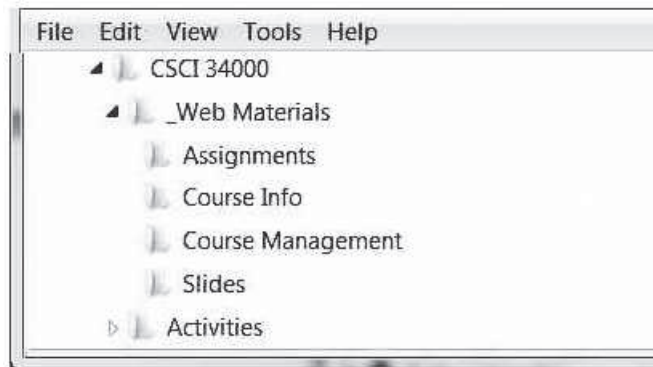 File Edit View Tools Help
CSCI 34000
_Web Materials
Assignments
Course Info
Course Management
Slides
Activities